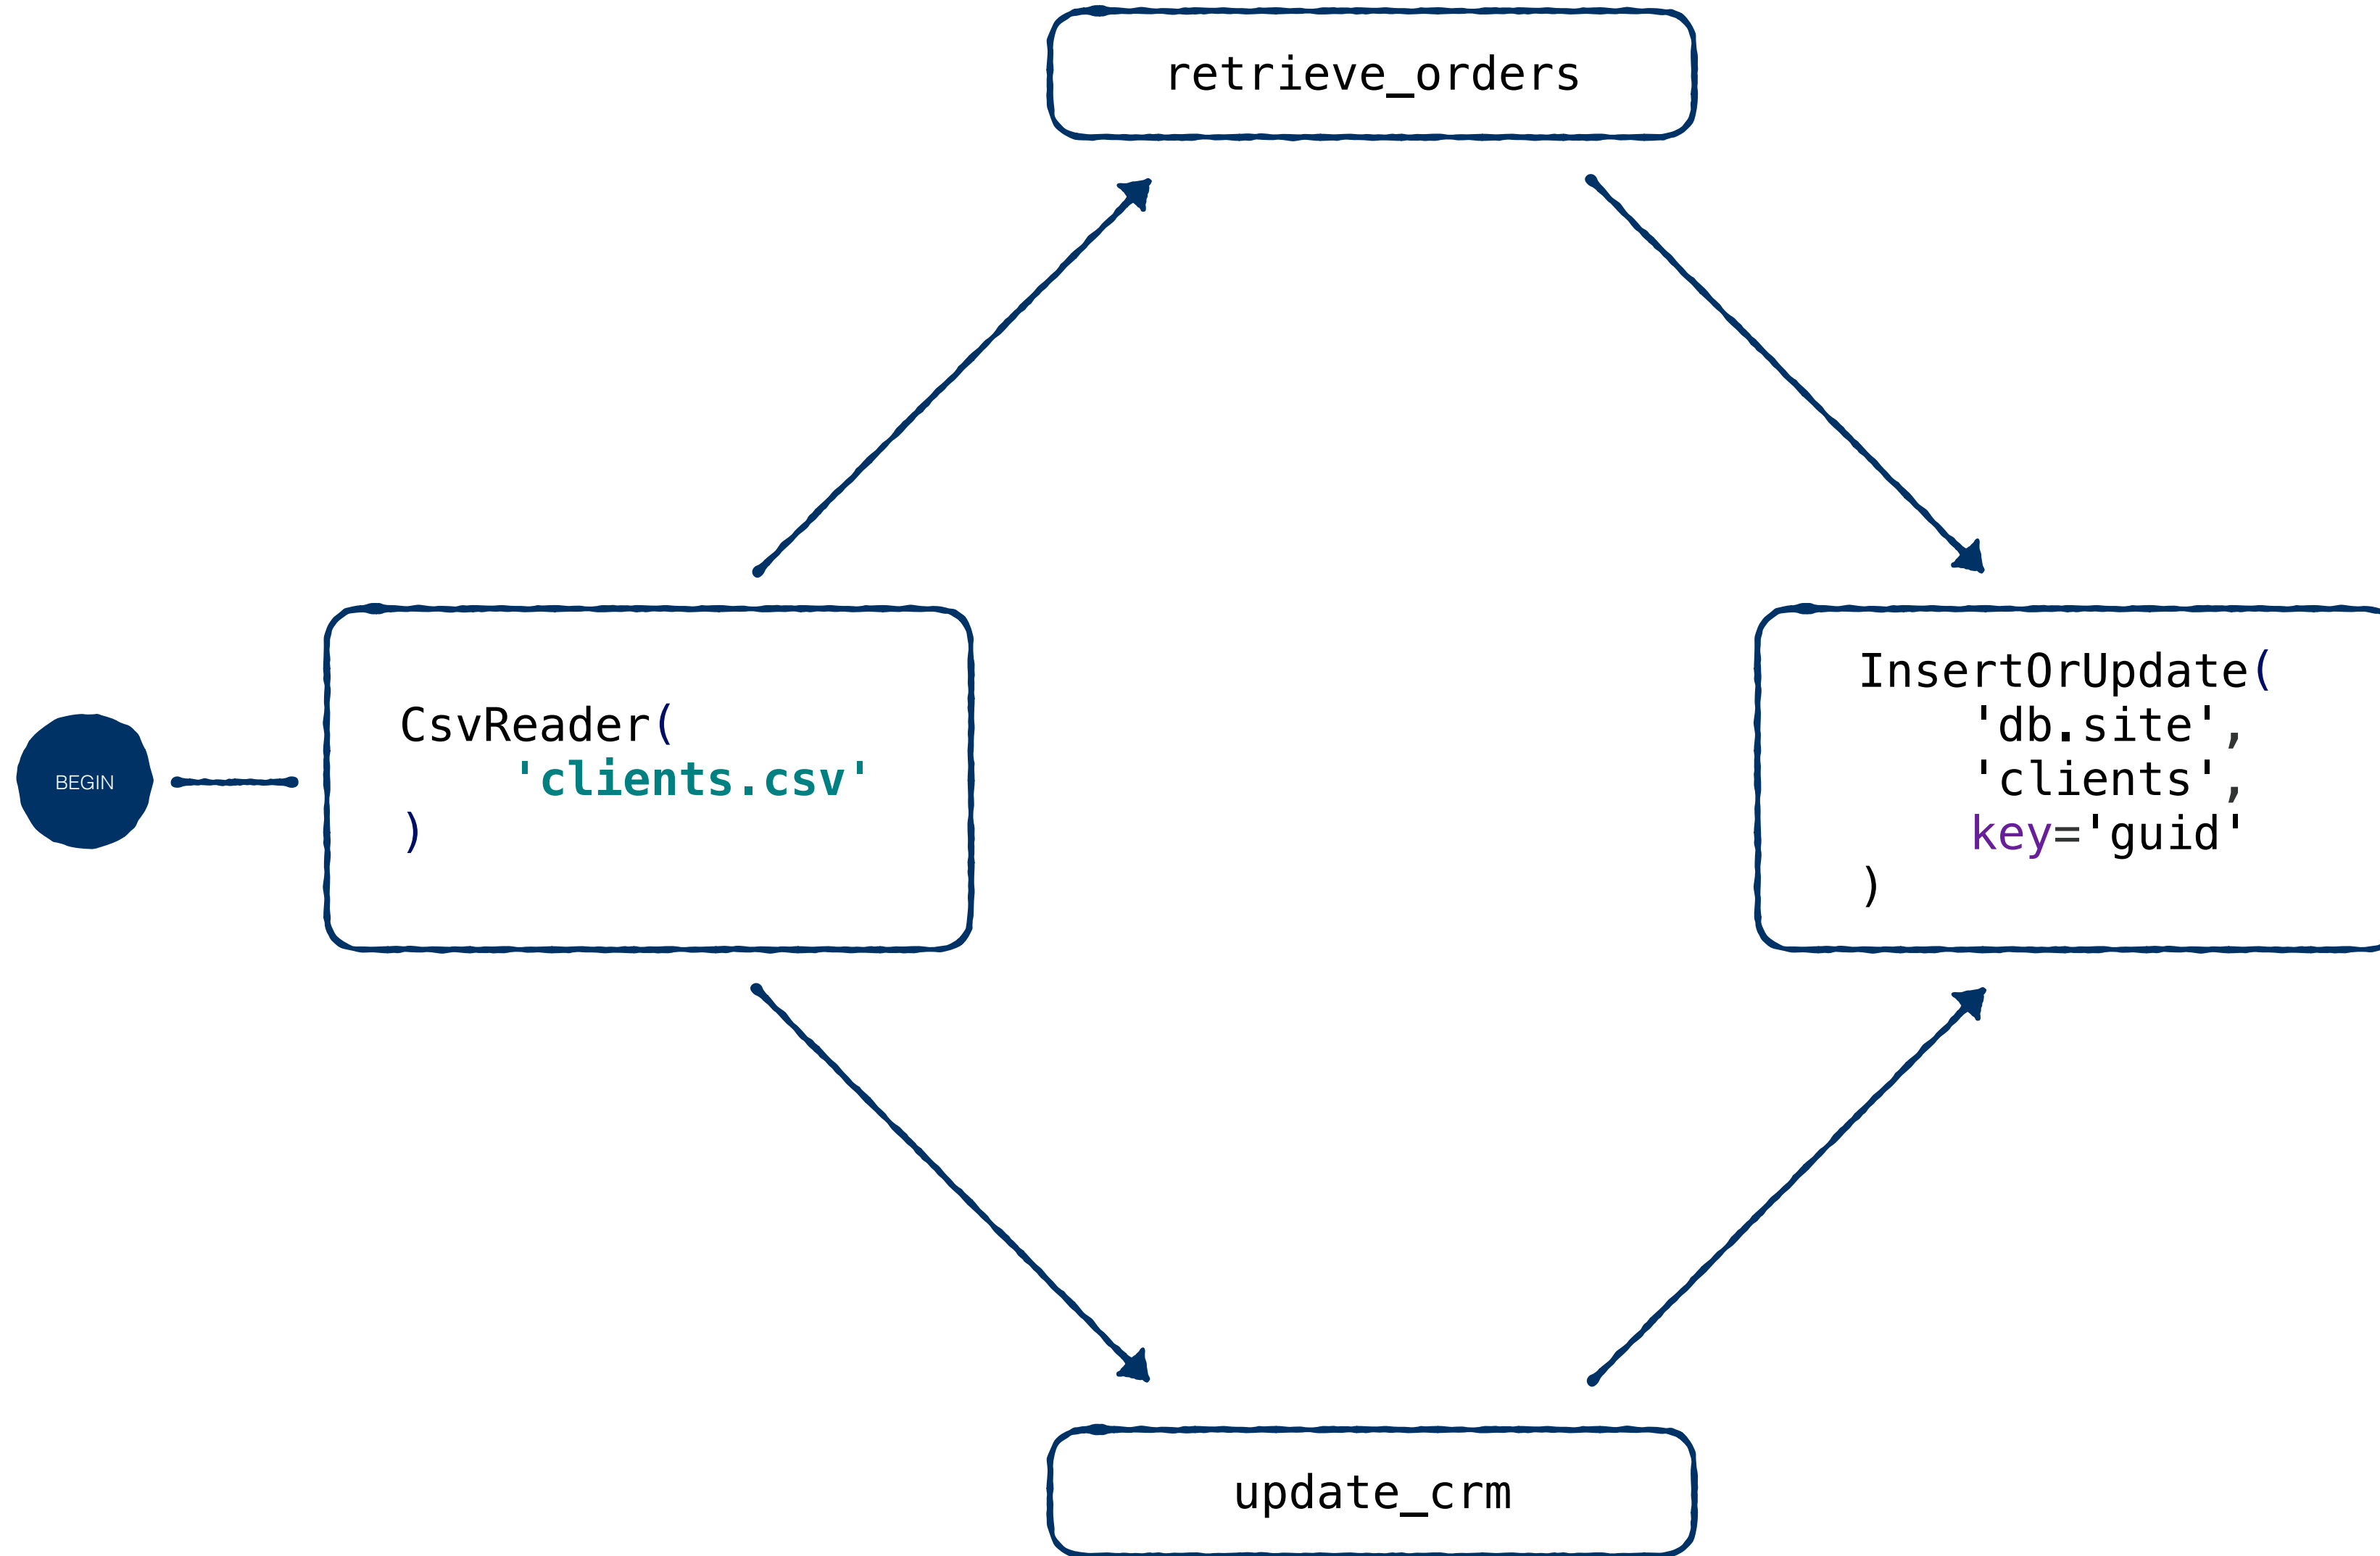 retrieve_orders
BEGIN
CsvReader(
    'clients.csv'
)
InsertOrUpdate(
    'db.site',
    'clients',
    key='guid'
)
update_crm